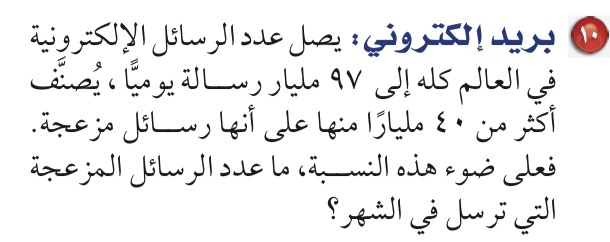 ١٠ بريد إلكتروني: يصل عدد الرسائل الإلكترونية
في العالم كله إلى ٩٧ مليار رسالة يوميًّا، يُصنَّف
أكثر من ٤٠ مليارًا منها على أنها رسائل مزعجة.
فعلى ضوء هذه النسبة، ما عدد الرسائل المزعجة
التي ترسل في الشهر؟